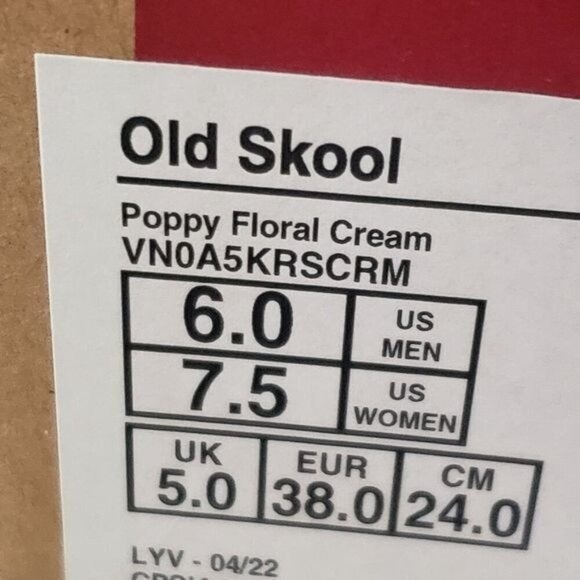 Old Skool
Poppy Floral Cream
VN0A5KRSCRM
6.0 US MEN
7.5 US WOMEN
UK EUR CM
5.0 38.0 24.0
LYV - 04/22